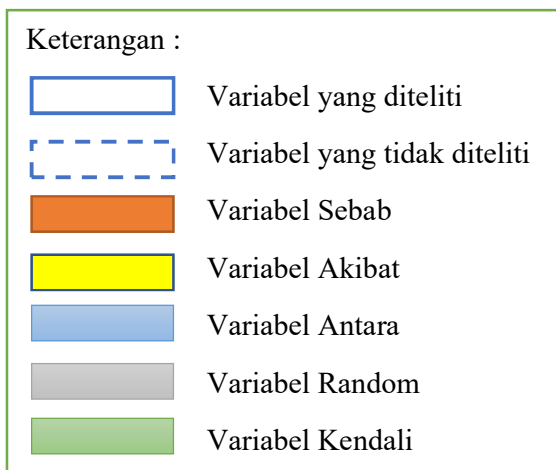 Keterangan :
Variabel yang diteliti
Variabel yang tidak diteliti
Variabel Sebab
Variabel Akibat
Variabel Antara
Variabel Random
Variabel Kendali